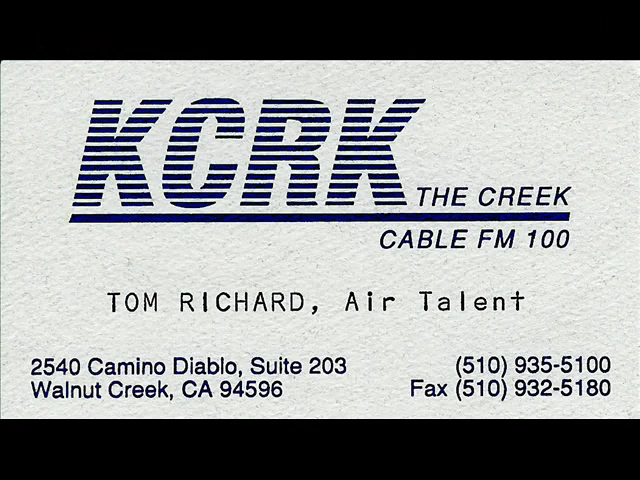 KCRK
THE CREEK
CABLE FM 100
TOM RICHARD, Air Talent
2540 Camino Diablo, Suite 203
(510) 935-5100
Walnut Creek, CA 94596
Fax (510) 932-5180